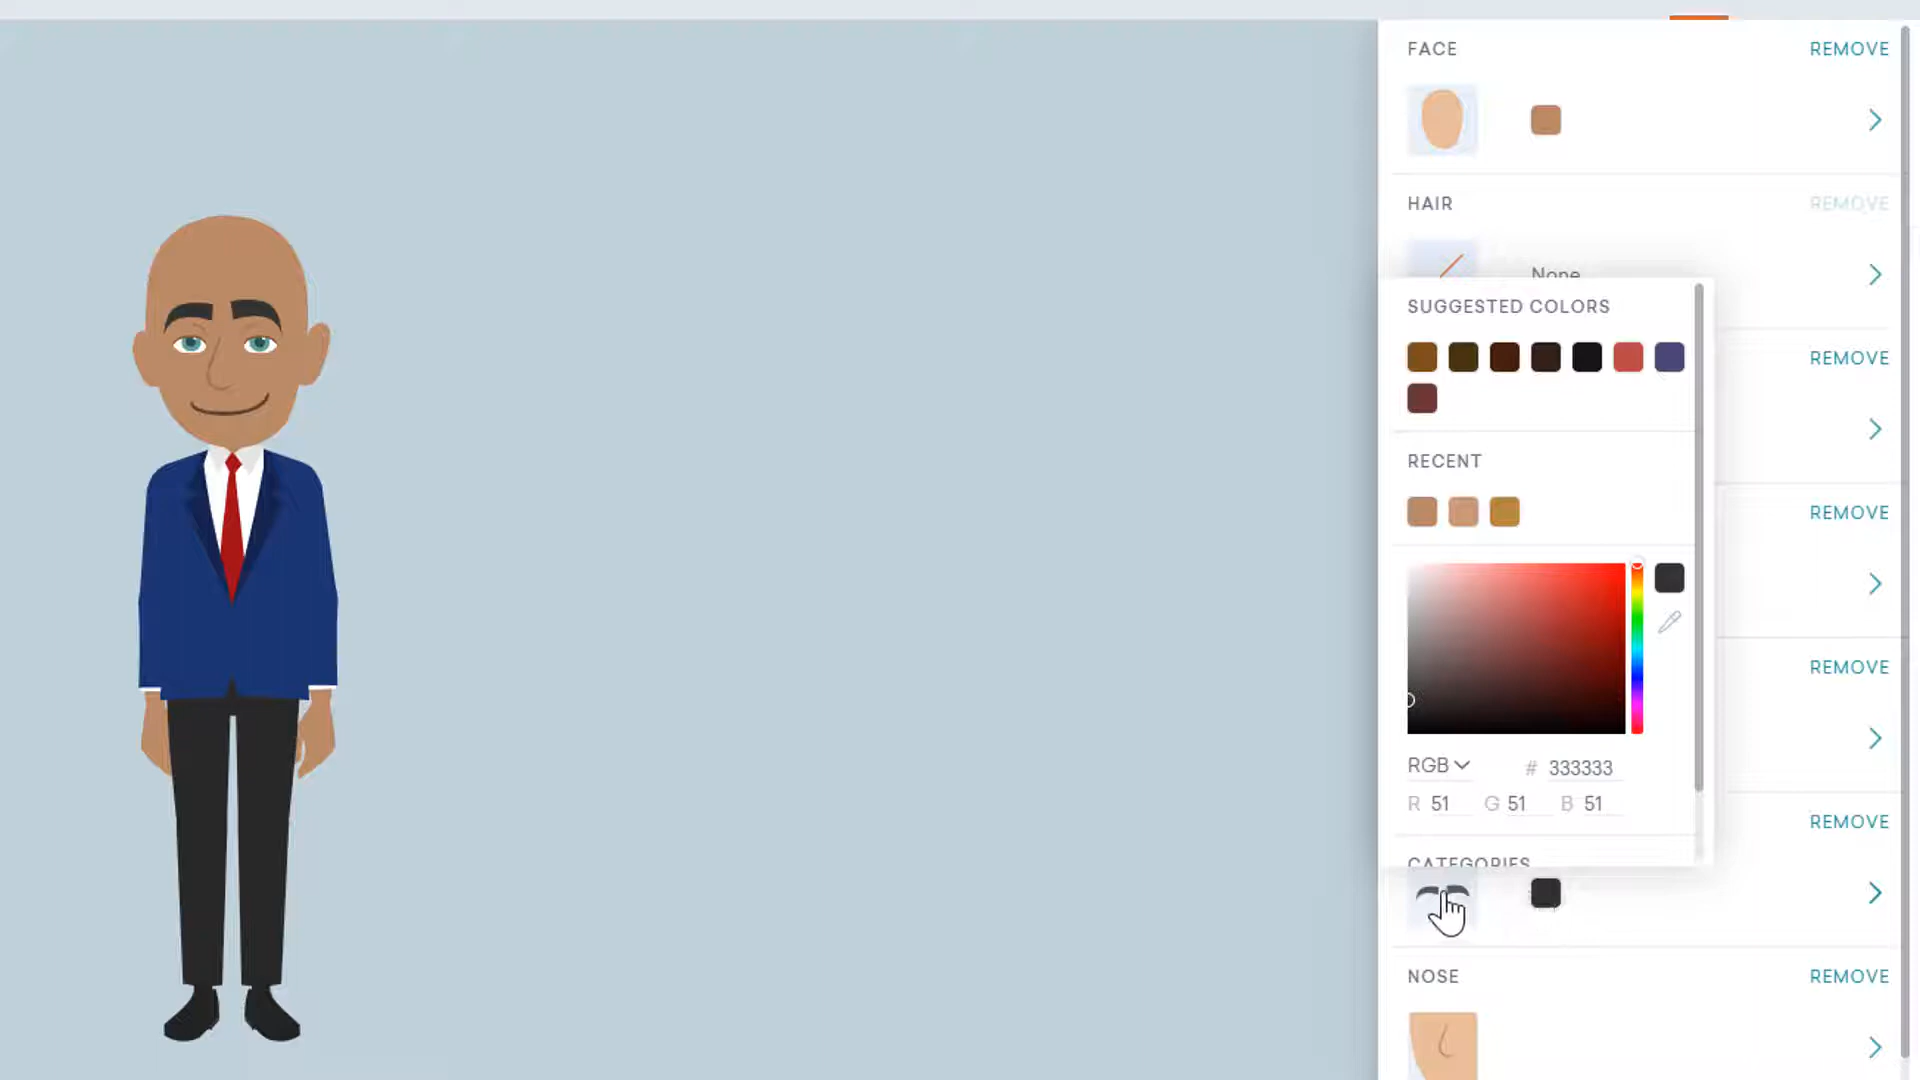 FACE REMOVE
HAIR REMOVE
None
SUGGESTED COLORS
REMOVE
RECENT
REMOVE
REMOVE
RGB # 333333
R 51 G 51 B 51
REMOVE
CATEGORIES
NOSE REMOVE